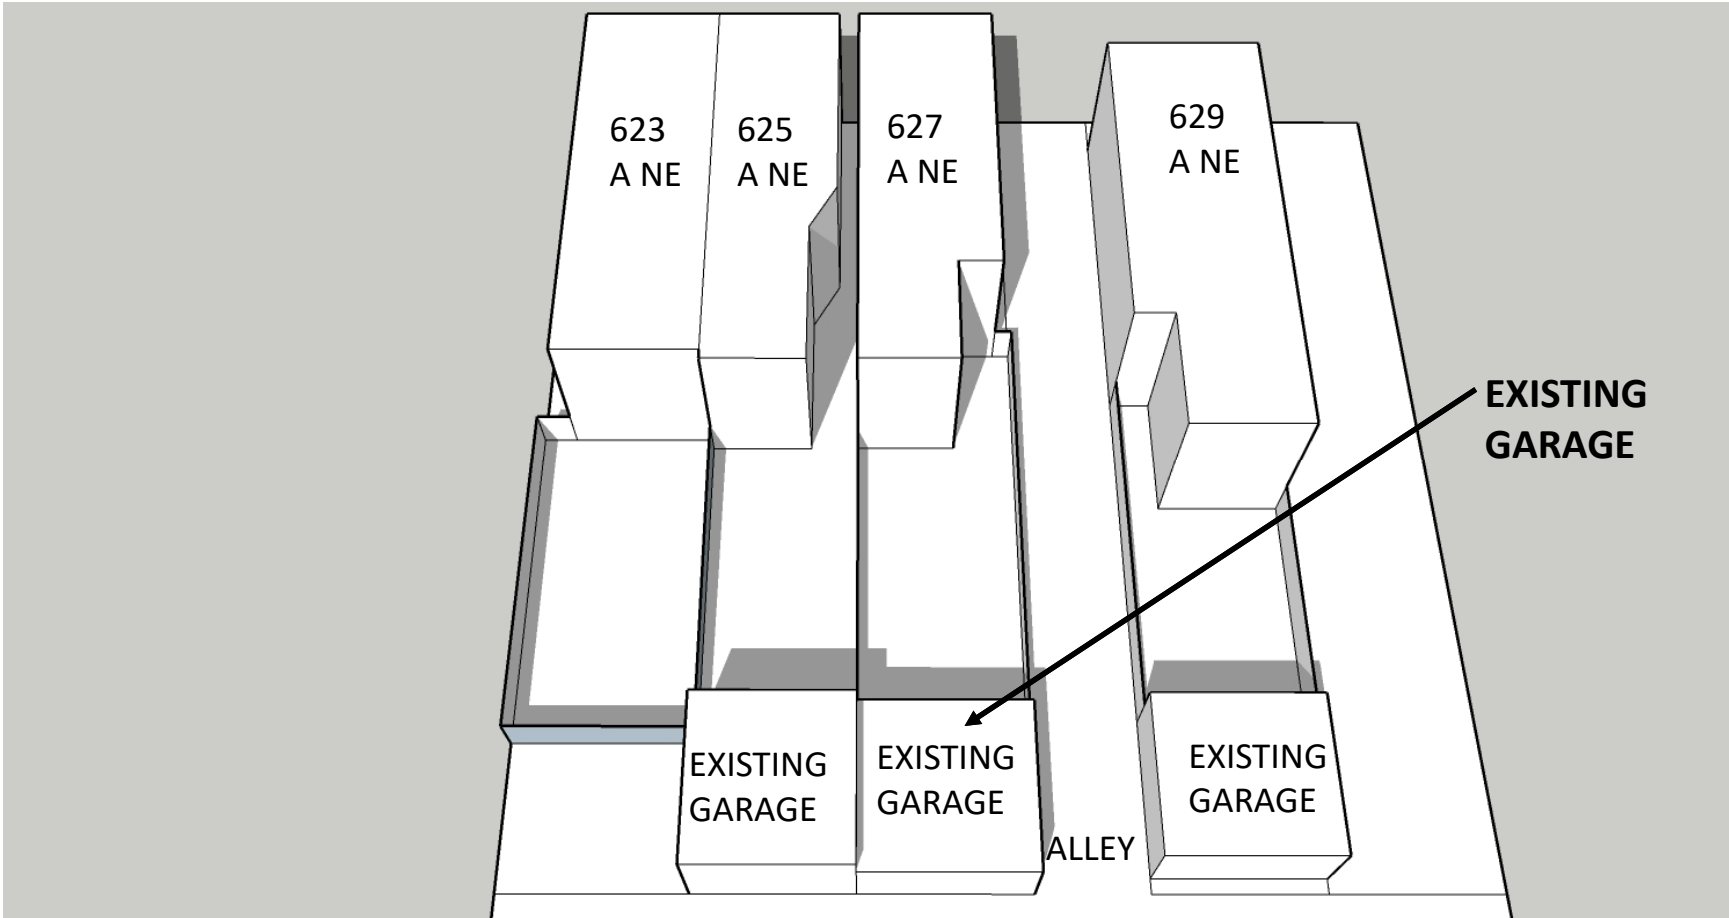 623
A NE
625
A NE
627
A NE
629
A NE
EXISTING
GARAGE
EXISTING
GARAGE
EXISTING
GARAGE
EXISTING
GARAGE
ALLEY